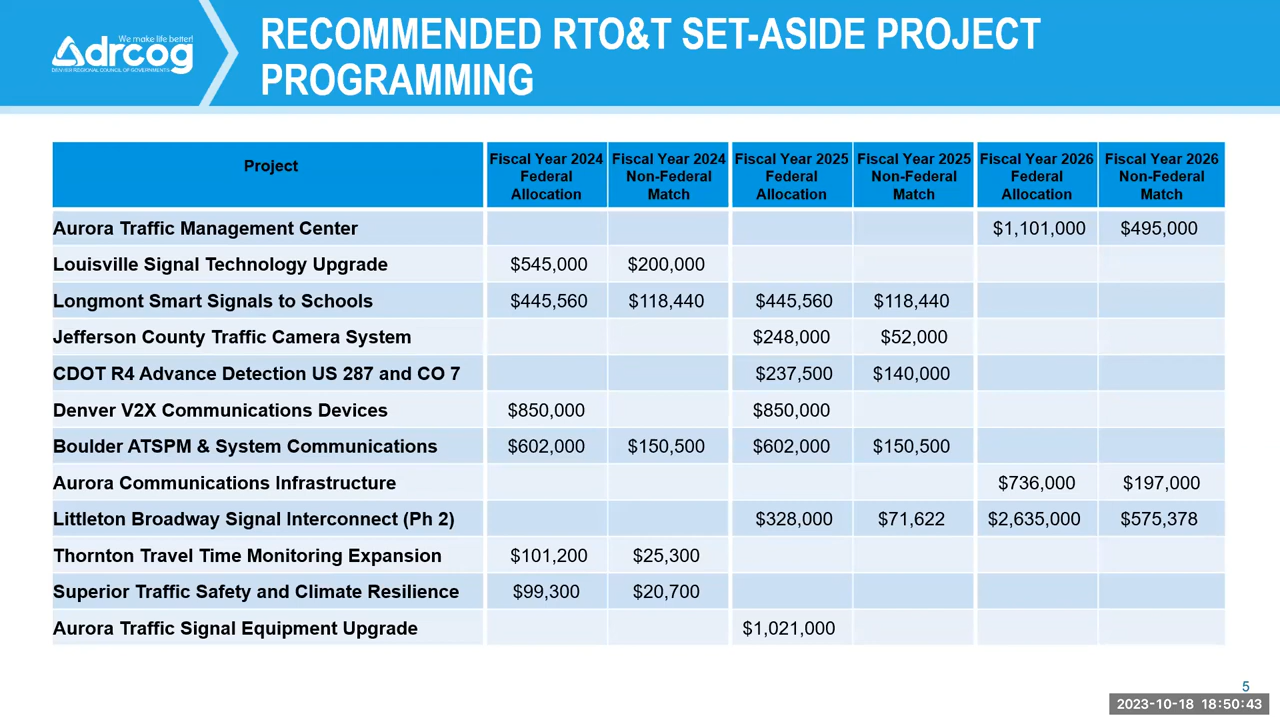 We make life better!
drcog
DENVER REGIONAL COUNCIL OF GOVERNMENTS
RECOMMENDED RTO&T SET-ASIDE PROJECT
PROGRAMMING
Project
Fiscal Year 2024 Federal Allocation
Fiscal Year 2024 Non-Federal Match
Fiscal Year 2025 Federal Allocation
Fiscal Year 2025 Non-Federal Match
Fiscal Year 2026 Federal Allocation
Fiscal Year 2026 Non-Federal Match
Aurora Traffic Management Center $1,101,000 $495,000
Louisville Signal Technology Upgrade $545,000 $200,000
Longmont Smart Signals to Schools $445,560 $118,440 $445,560 $118,440
Jefferson County Traffic Camera System $248,000 $52,000
CDOT R4 Advance Detection US 287 and CO 7 $237,500 $140,000
Denver V2X Communications Devices $850,000 $850,000
Boulder ATSPM & System Communications $602,000 $150,500 $602,000 $150,500
Aurora Communications Infrastructure $736,000 $197,000
Littleton Broadway Signal Interconnect (Ph 2) $328,000 $71,622 $2,635,000 $575,378
Thornton Travel Time Monitoring Expansion $101,200 $25,300
Superior Traffic Safety and Climate Resilience $99,300 $20,700
Aurora Traffic Signal Equipment Upgrade $1,021,000
5
2023-10-18 18:50:43